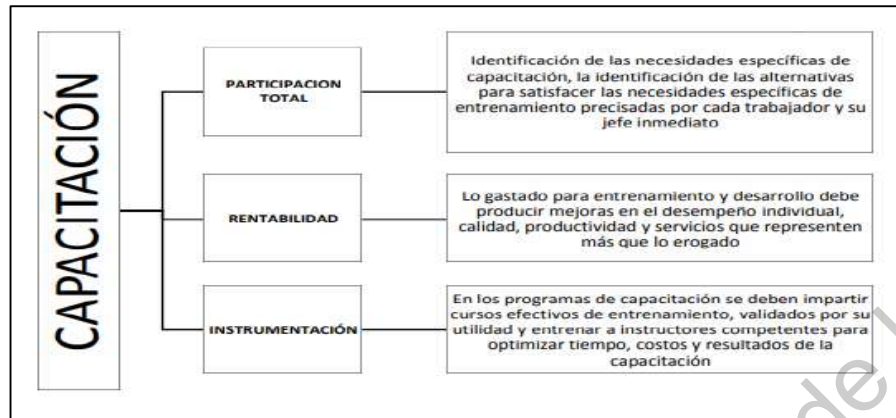 CAPACITACIÓN
PARTICIPACION
TOTAL
Identificación de las necesidades específicas de
capacitación, la identificación de las alternativas
para satisfacer las necesidades específicas de
entrenamiento precisadas por cada trabajador y su
jefe inmediato
RENTABILIDAD
Lo gastado para entrenamiento y desarrollo debe
producir mejoras en el desempeño individual,
calidad, productividad y servicios que representen
más que lo erogado
INSTRUMENTACIÓN
En los programas de capacitación se deben impartir
cursos efectivos de entrenamiento, validados por su
utilidad y entrenar a instructores competentes para
optimizar tiempo, costos y resultados de la
capacitación
de